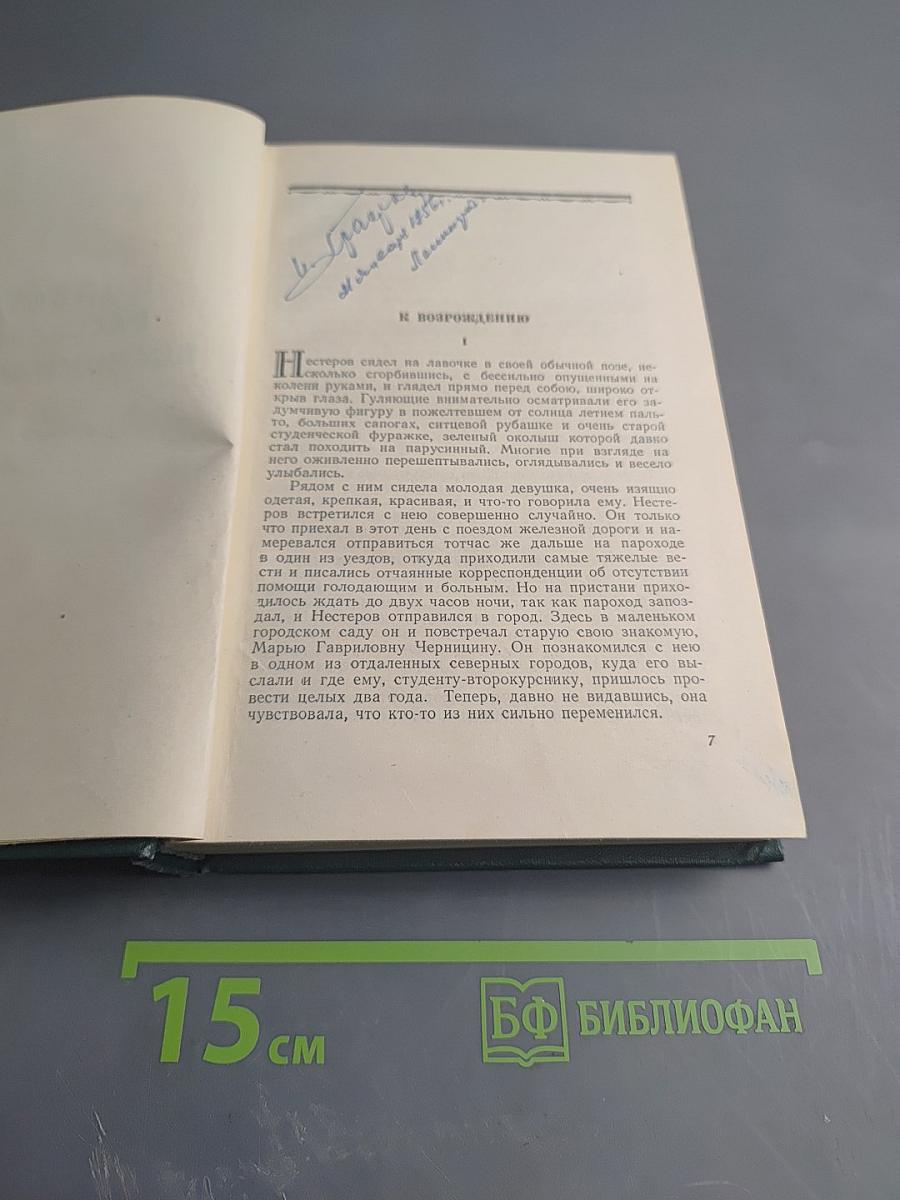 1956 г.
К ВОЗРОЖДЕНИЮ
I
Нестеров сидел на лавочке в своей обычной позе, не-
сколько сгорбившись, с бессильно опущенными на
колени руками, и глядел прямо перед собою, широко от-
крыв глаза. Гуляющие внимательно осматривали его за-
думчивую фигуру в пожелтевшем от солнца летнем паль-
то, больших сапогах, ситцевой рубашке и очень старой
студенческой фуражке, зеленый околыш которой давно
стал походить на парусинный. Многие при взгляде на
него оживленно перешептывались, оглядывались и весело
улыбались.
Рядом с ним сидела молодая девушка, очень изящно
одетая, крепкая, красивая, и что-то говорила ему. Несте-
ров встретился с нею совершенно случайно. Он только
что приехал в этот день с поездом железной дороги и на-
меревался отправиться тотчас же дальше на пароходе
в один из уездов, откуда приходили самые тяжелые ве-
сти и писались отчаянные корреспонденции об отсутствии
помощи голодающим и больным. Но на пристани прихо-
дилось ждать до двух часов ночи, так как пароход запоз-
дал, и Нестеров отправился в город. Здесь в маленьком
городском саду он и повстречал старую свою знакомую,
Марью Гавриловну Черницину. Он познакомился с нею
в одном из отдаленных северных городов, куда его вы-
слали и где ему, студенту-второкурснику, пришлось про-
вести целых два года. Теперь, давно не видавшись, она
чувствовала, что кто-то из них сильно переменился.
7
15 см
БФ БИБЛИОФАН